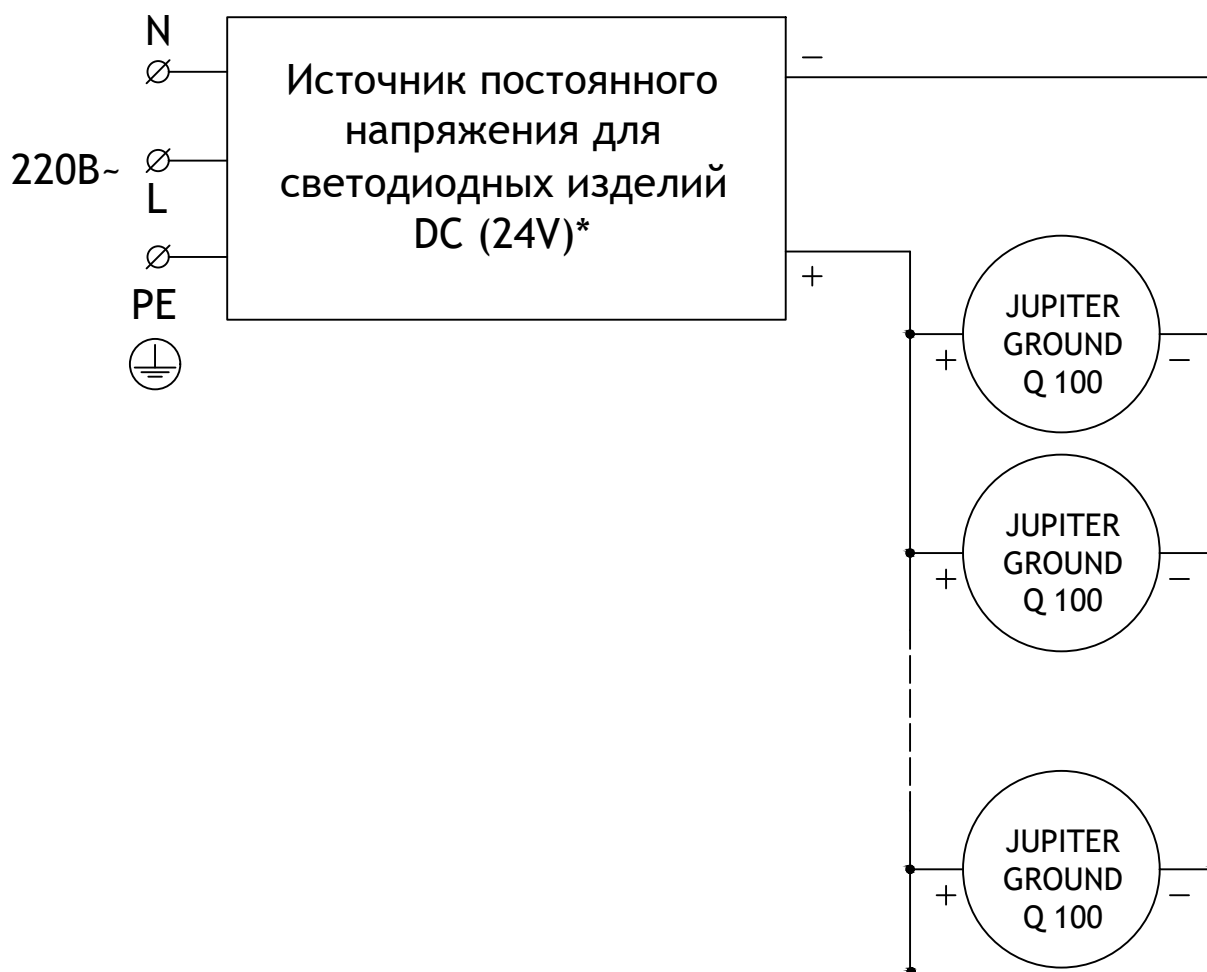 N
220В~
L
PE
Источник постоянного
напряжения для
светодиодных изделий
DC (24V)*
−
+
JUPITER
GROUND
Q 100
+
−
JUPITER
GROUND
Q 100
+
−
JUPITER
GROUND
Q 100
+
−